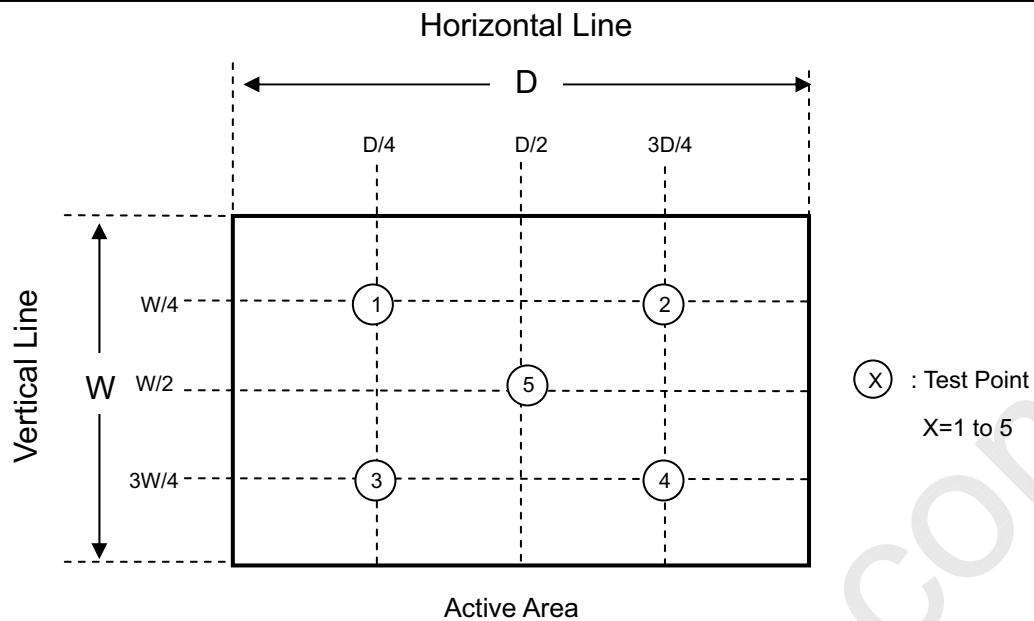 Horizontal Line
D
D/4 D/2 3D/4
Vertical Line
W
W/4
W/2
3W/4
1
2
5
3
4
X : Test Point
X=1 to 5
Active Area